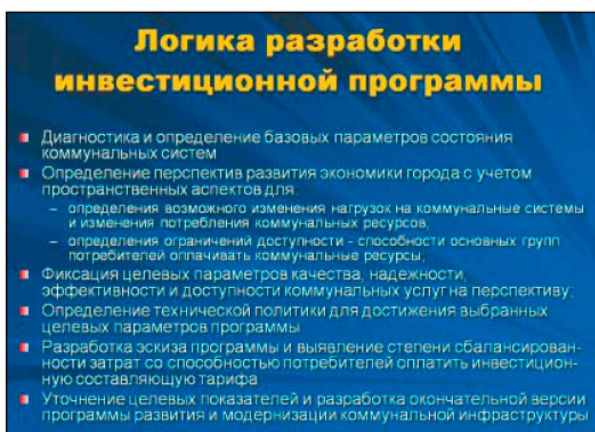 Логика разработки
инвестиционной программы
Диагностика и определение базовых параметров состояния
коммунальных систем
Определение перспектив развития экономики города с учетом
пространственных аспектов для:
– определения возможного изменения нагрузок на коммунальные системы
и изменения потребления коммунальных ресурсов;
– определения ограничений доступности - способности основных групп
потребителей оплачивать коммунальные ресурсы;
Фиксация целевых параметров качества, надежности,
эффективности и доступности коммунальных услуг на перспективу;
Определение технической политики для достижения выбранных
целевых параметров программы
Разработка эскиза программы и выявление степени сбалансирован-
ности затрат со способностью потребителей оплатить инвестицион-
ную составляющую тарифа
Уточнение целевых показателей и разработка окончательной версии
программы развития и модернизации коммунальной инфраструктуры